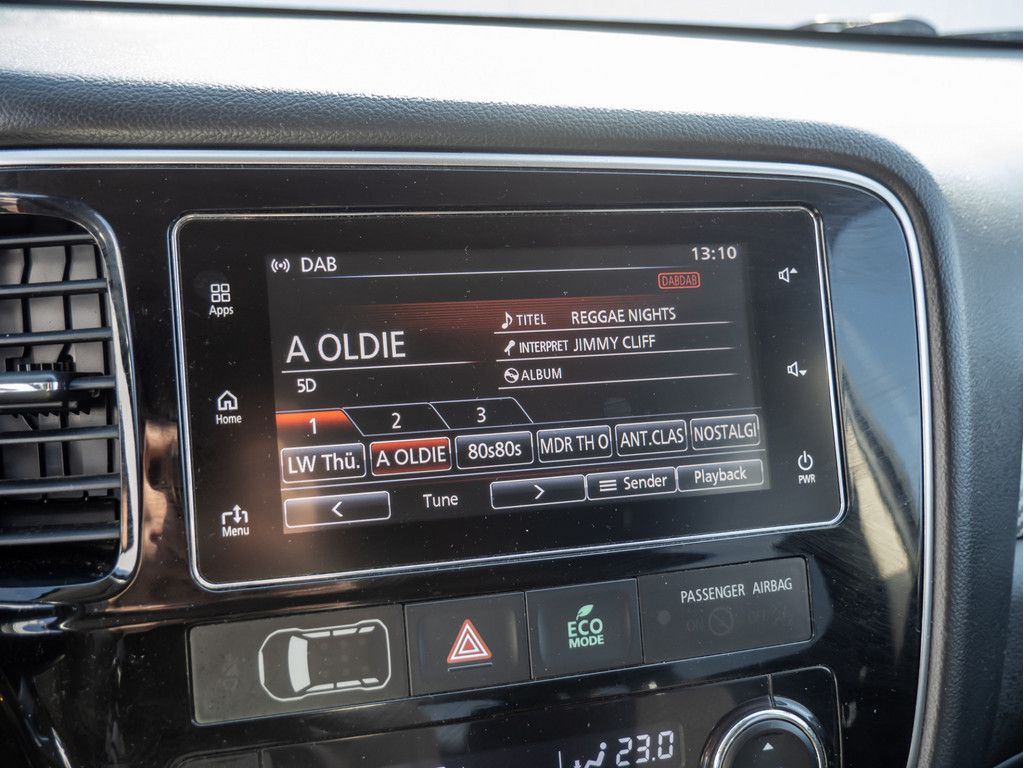 DAB
13:10
DABDAB
Apps
TITEL REGGAE NIGHTS
A OLDIE
INTERPRET JIMMY CLIFF
ALBUM
5D
Home
1 2 3
LW Thü. A OLDIE 80s80s MDR TH O ANT.CLAS NOSTALGI
< Tune > Sender Playback
PWR
Menu
PASSENGER AIRBAG
ECO
MODE
ON OFF
23.0